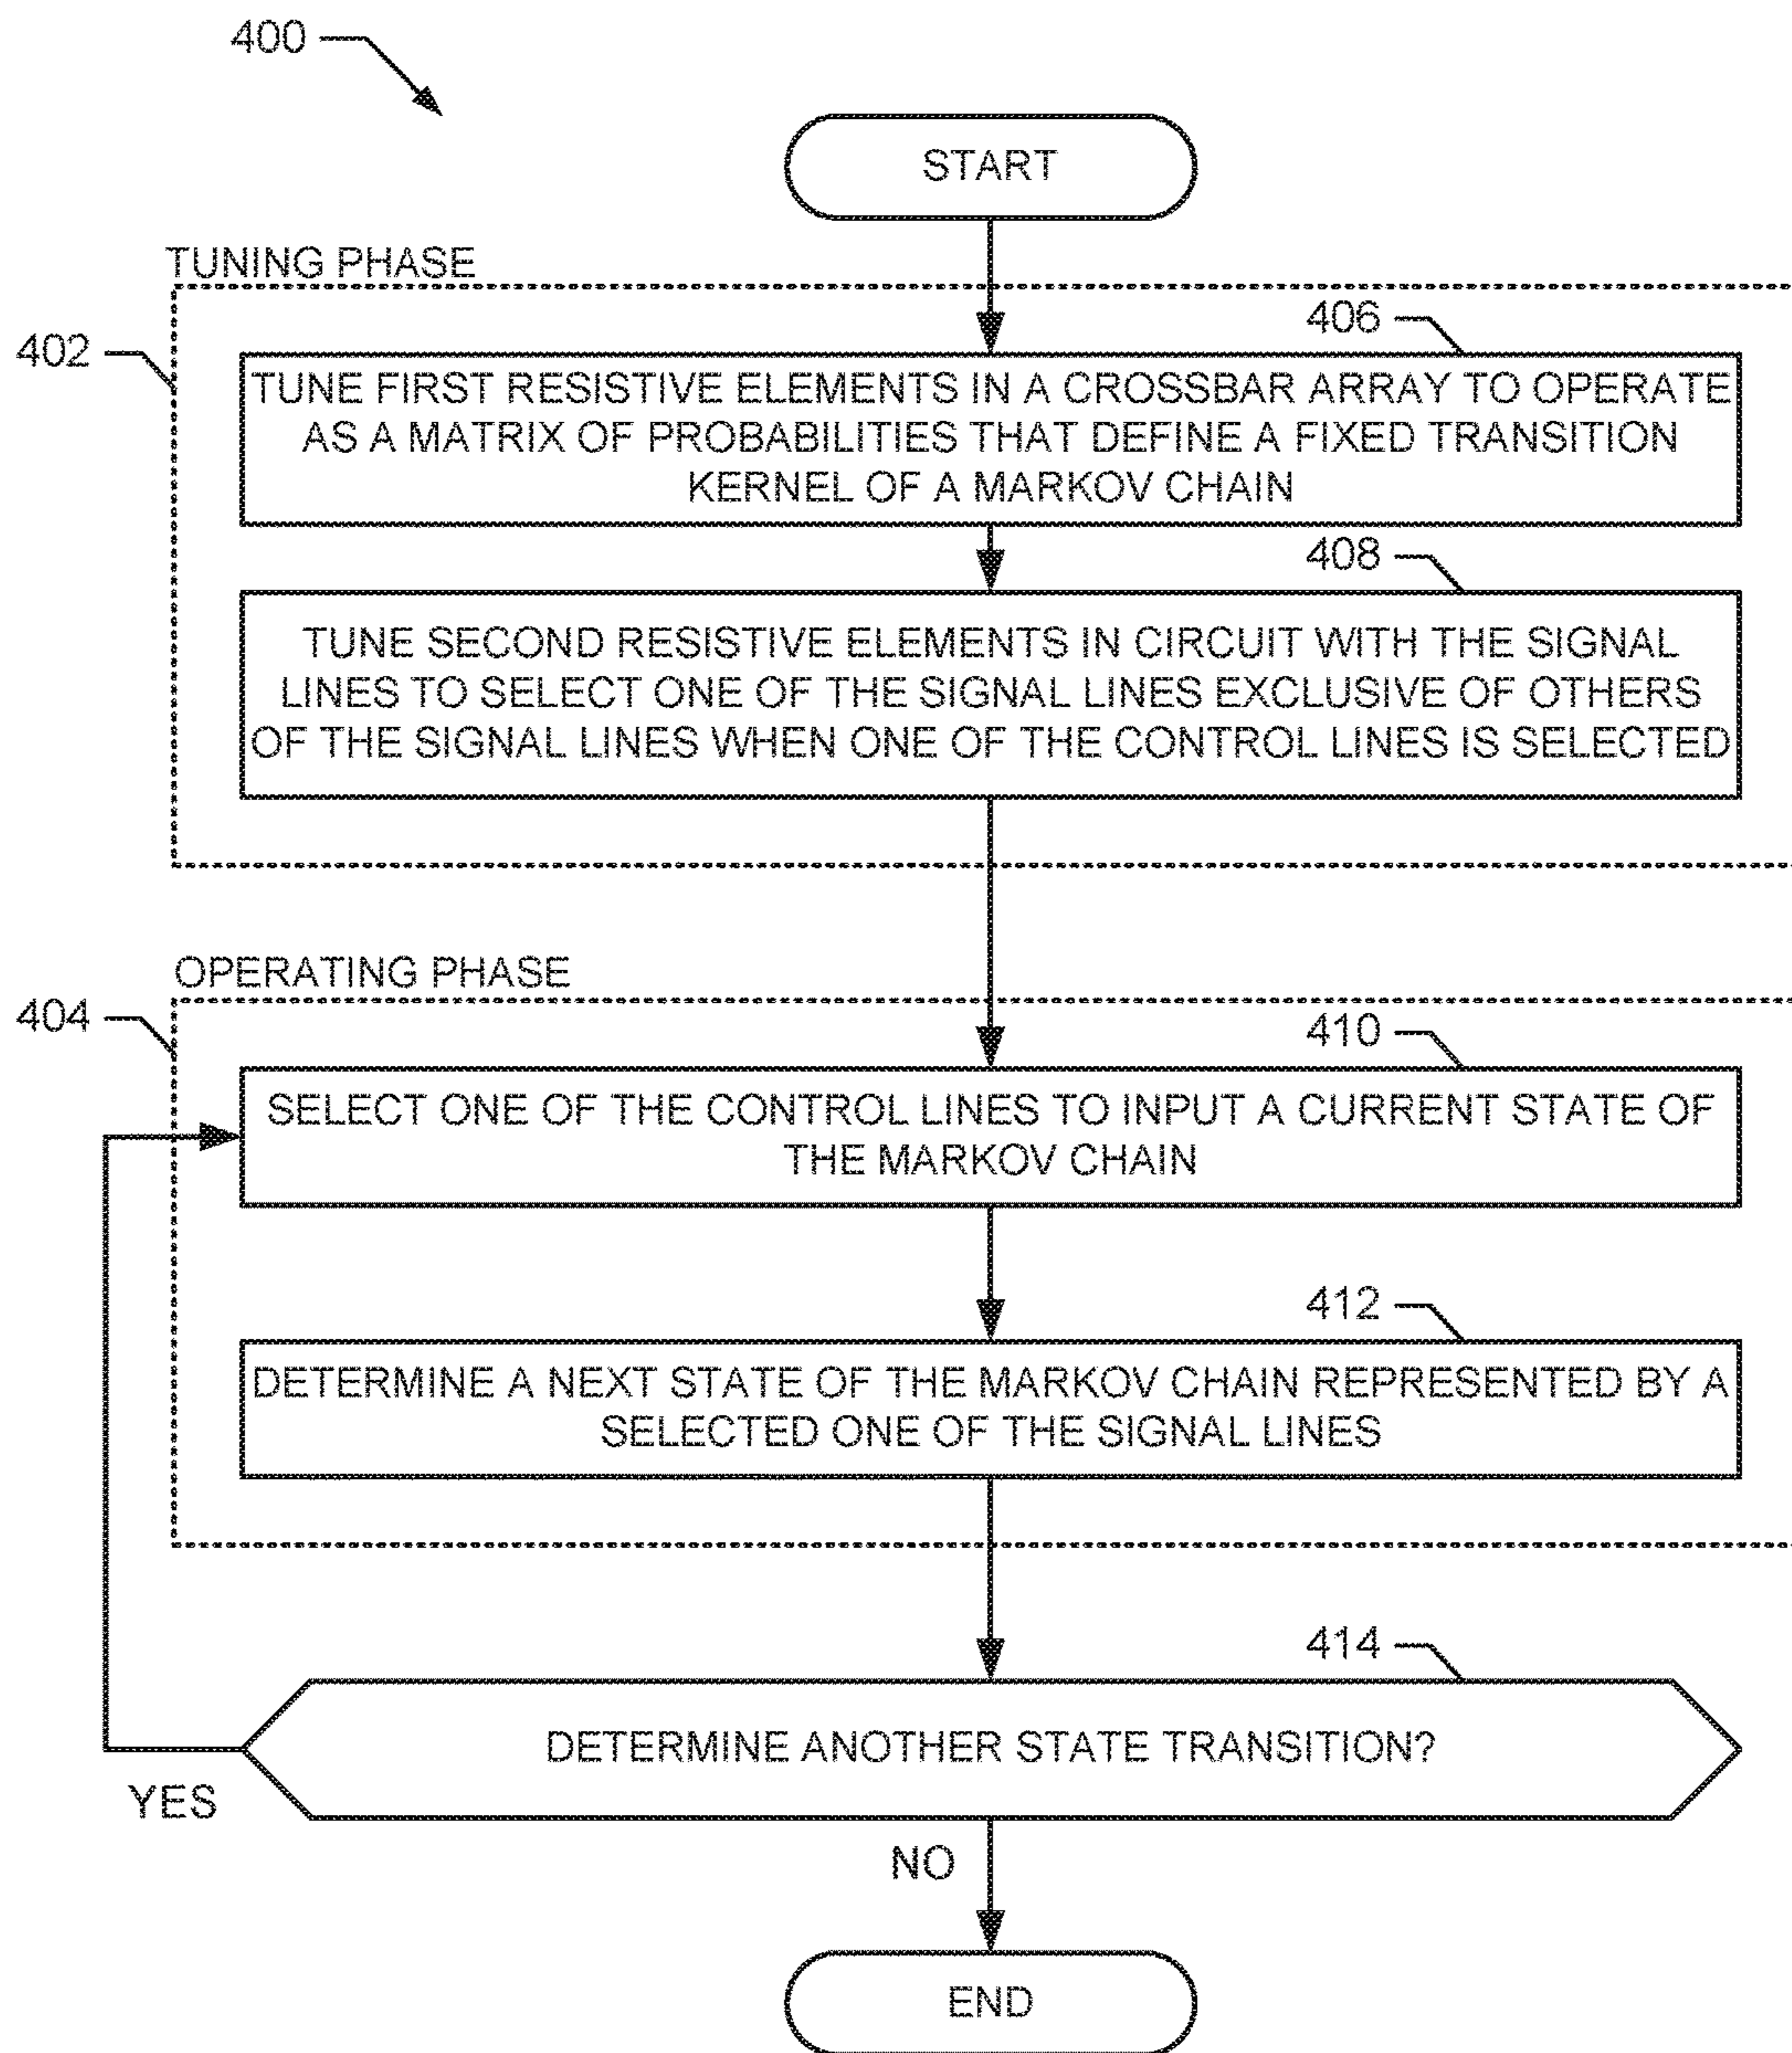 400
START
TUNING PHASE
402
406
TUNE FIRST RESISTIVE ELEMENTS IN A CROSSBAR ARRAY TO OPERATE
AS A MATRIX OF PROBABILITIES THAT DEFINE A FIXED TRANSITION
KERNEL OF A MARKOV CHAIN
408
TUNE SECOND RESISTIVE ELEMENTS IN CIRCUIT WITH THE SIGNAL
LINES TO SELECT ONE OF THE SIGNAL LINES EXCLUSIVE OF OTHERS
OF THE SIGNAL LINES WHEN ONE OF THE CONTROL LINES IS SELECTED
OPERATING PHASE
404
410
SELECT ONE OF THE CONTROL LINES TO INPUT A CURRENT STATE OF
THE MARKOV CHAIN
412
DETERMINE A NEXT STATE OF THE MARKOV CHAIN REPRESENTED BY A
SELECTED ONE OF THE SIGNAL LINES
414
DETERMINE ANOTHER STATE TRANSITION?
YES
NO
END